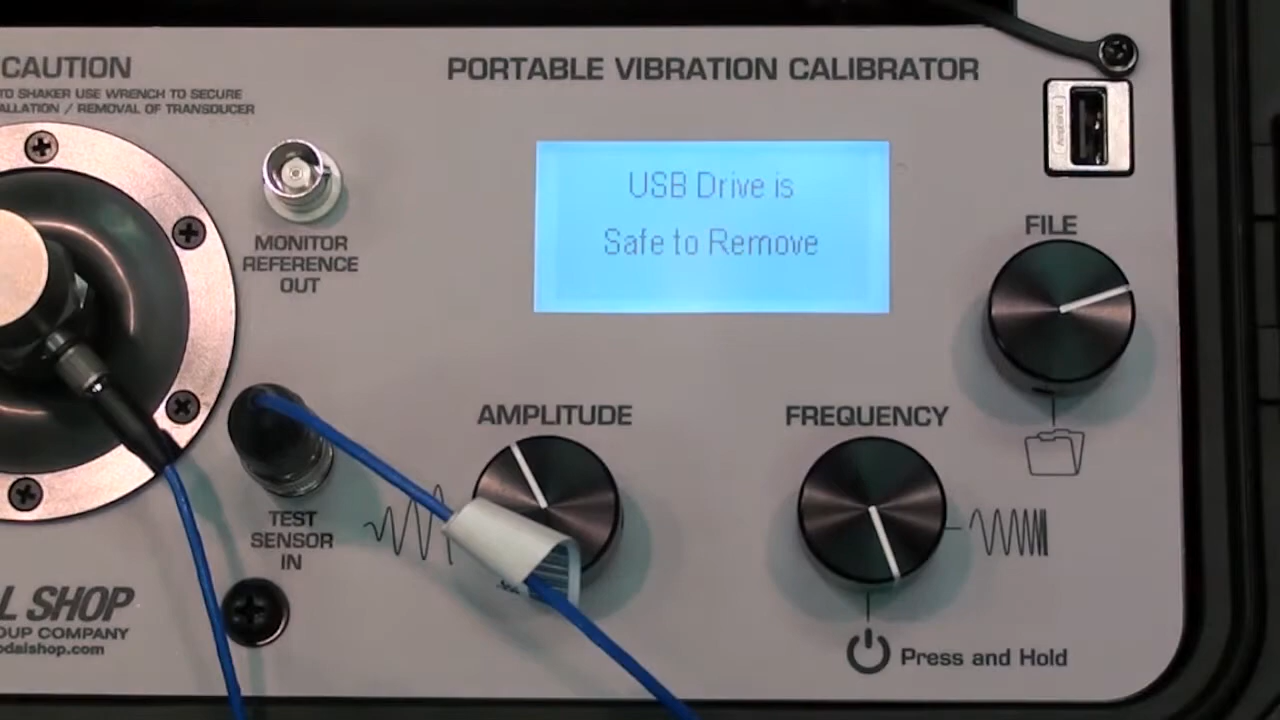 CAUTION
TO SHAKER USE WRENCH TO SECURE
ALLATION / REMOVAL OF TRANSDUCER
PORTABLE VIBRATION CALIBRATOR
USB Drive is
Safe to Remove
Amphenol
FILE
MONITOR
REFERENCE
OUT
AMPLITUDE
FREQUENCY
TEST
SENSOR
IN
L SHOP
OUP COMPANY
odalshop.com
Press and Hold